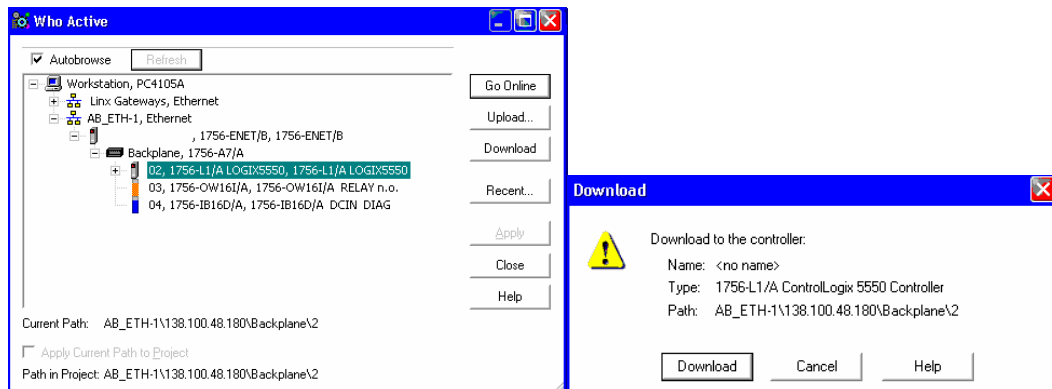 Who Active
Autobrowse
Refresh
Workstation, PC4105A
Linx Gateways, Ethernet
AB_ETH-1, Ethernet
, 1756-ENET/B, 1756-ENET/B
Backplane, 1756-A7/A
02, 1756-L1/A LOGIX5550, 1756-L1/A LOGIX5550
03, 1756-OW16I/A, 1756-OW16I/A RELAY n.o.
04, 1756-IB16D/A, 1756-IB16D/A DCIN DIAG
Go Online
Upload...
Download
Recent...
Apply
Close
Help
Current Path: AB_ETH-1\138.100.48.180\Backplane\2
Apply Current Path to Project
Path in Project: AB_ETH-1\138.100.48.180\Backplane\2
Download
Download to the controller:
Name: <no name>
Type: 1756-L1/A ControlLogix 5550 Controller
Path: AB_ETH-1\138.100.48.180\Backplane\2
Download
Cancel
Help